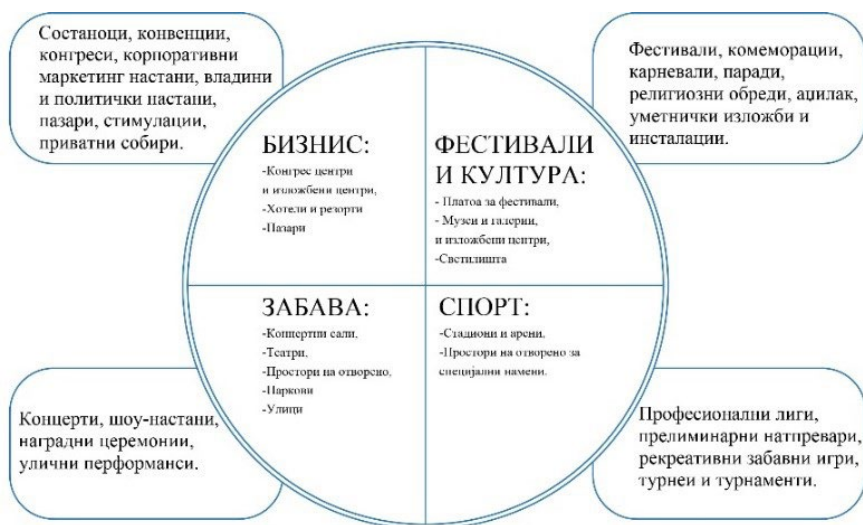 Состаноци, конвенции,
конгреси, корпоративни
маркетинг настани, владини
и политички настани,
пазари, стимулации,
приватни собири.
Фестивали, комеморации,
карневали, паради,
религиозни обреди, аџилак,
уметнички изложби и
инсталации.
БИЗНИС:
-Конгрес центри
и изложбени центри,
-Хотели и резорти
-Пазари
ФЕСТИВАЛИ
И КУЛТУРА:
- Платоа за фестивали,
- Музеи и галерии,
и изложбени центри,
-Светилишта
ЗАБАВА:
-Концертни сали,
-Театри,
-Простори на отворено,
-Паркови
-Улици
СПОРТ:
-Стадиони и арени,
-Простори на отворено за
специјални намени.
Концерти, шоу-настани,
наградни церемонии,
улични перформанси.
Професионални лиги,
прелиминарни натпревари,
рекреативни забавни игри,
турнеи и турнаменти.